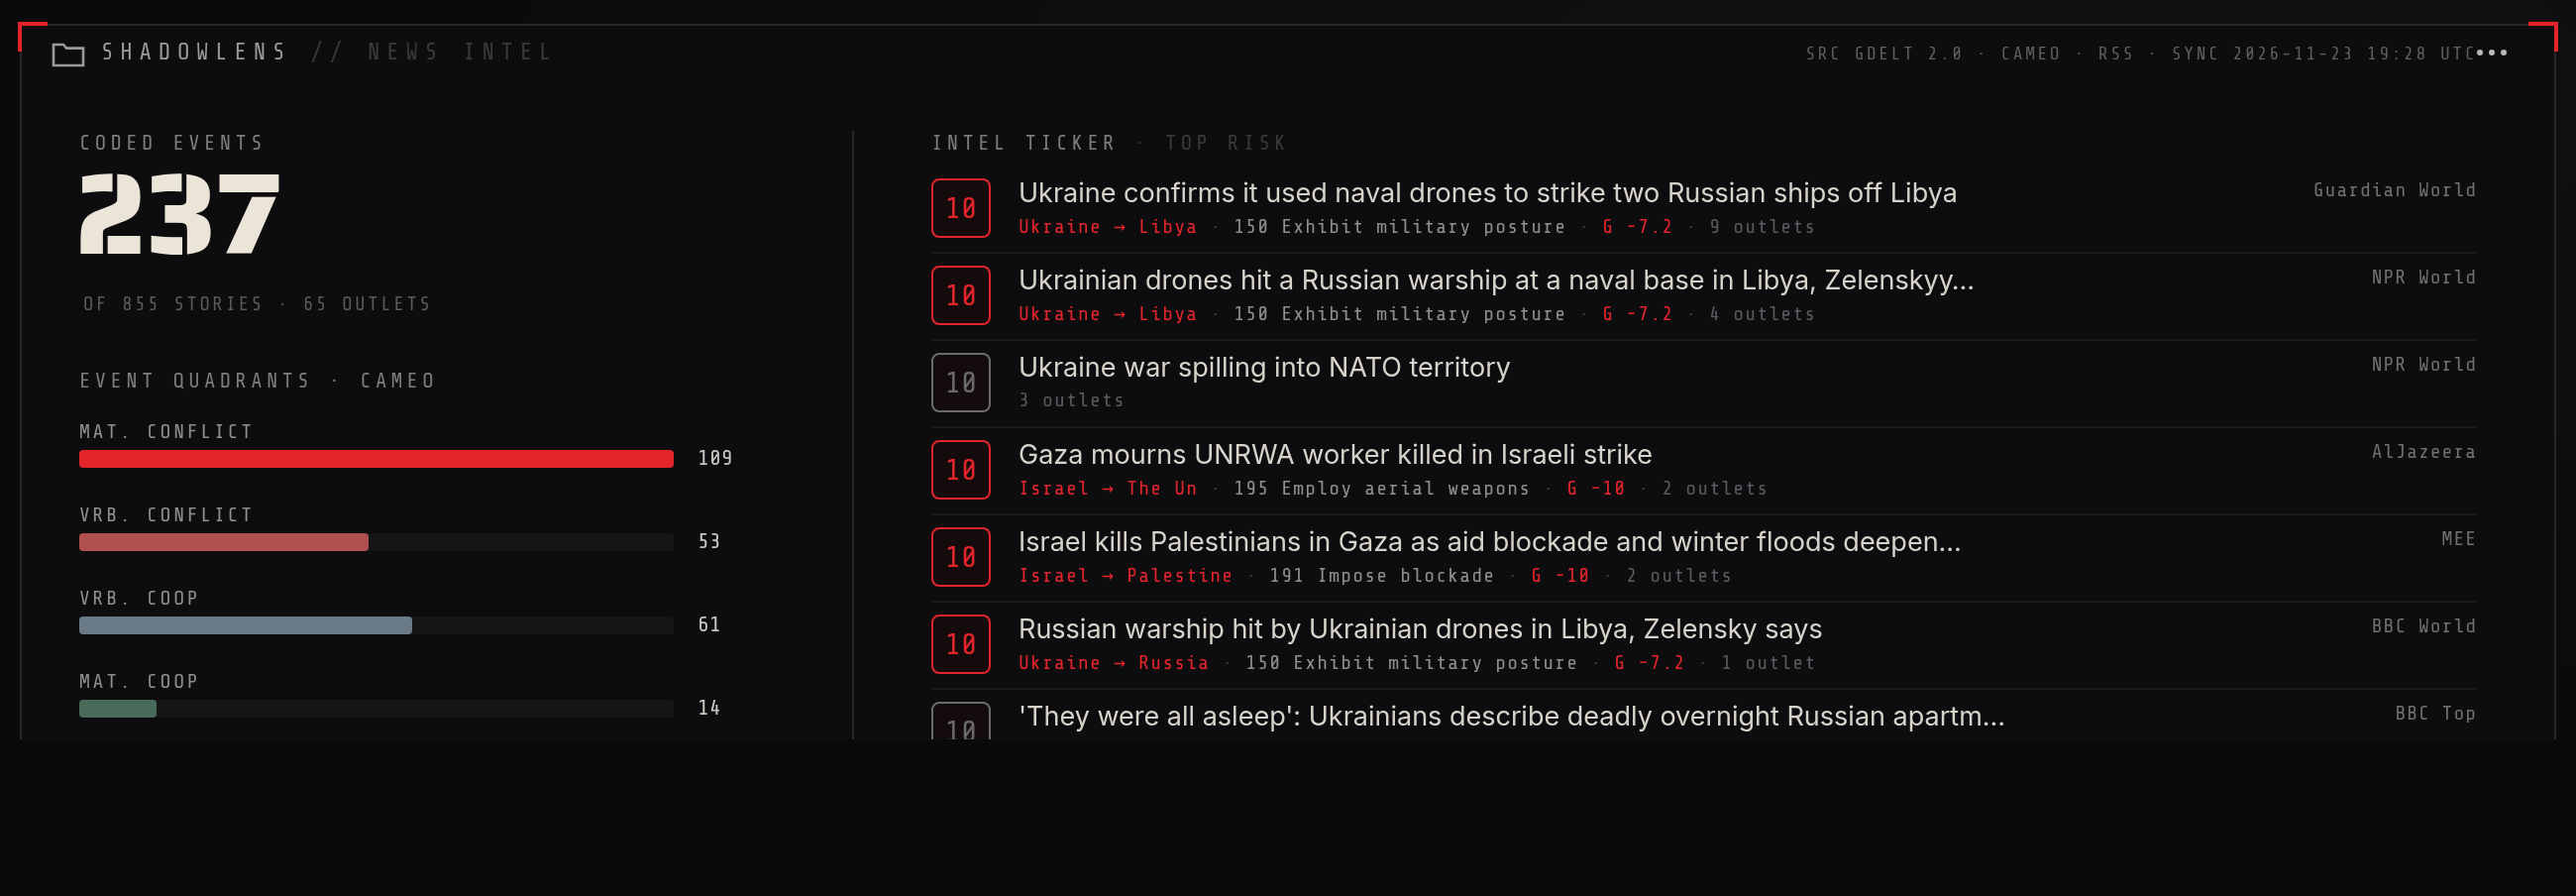 SHADOWLENS // NEWS INTEL
SRC GDELT 2.0 · CAMEO · RSS · SYNC 2026-11-23 19:28 UTC
CODED EVENTS
237
OF 855 STORIES · 65 OUTLETS
EVENT QUADRANTS · CAMEO
MAT. CONFLICT
109
VRB. CONFLICT
53
VRB. COOP
61
MAT. COOP
14
INTEL TICKER · TOP RISK
10
Ukraine confirms it used naval drones to strike two Russian ships off Libya
Guardian World
Ukraine → Libya · 150 Exhibit military posture · G -7.2 · 9 outlets
10
Ukrainian drones hit a Russian warship at a naval base in Libya, Zelenskyy...
NPR World
Ukraine → Libya · 150 Exhibit military posture · G -7.2 · 4 outlets
10
Ukraine war spilling into NATO territory
NPR World
3 outlets
10
Gaza mourns UNRWA worker killed in Israeli strike
AlJazeera
Israel → The Un · 195 Employ aerial weapons · G -10 · 2 outlets
10
Israel kills Palestinians in Gaza as aid blockade and winter floods deepen...
MEE
Israel → Palestine · 191 Impose blockade · G -10 · 2 outlets
10
Russian warship hit by Ukrainian drones in Libya, Zelensky says
BBC World
Ukraine → Russia · 150 Exhibit military posture · G -7.2 · 1 outlet
10
'They were all asleep': Ukrainians describe deadly overnight Russian apartm...
BBC Top